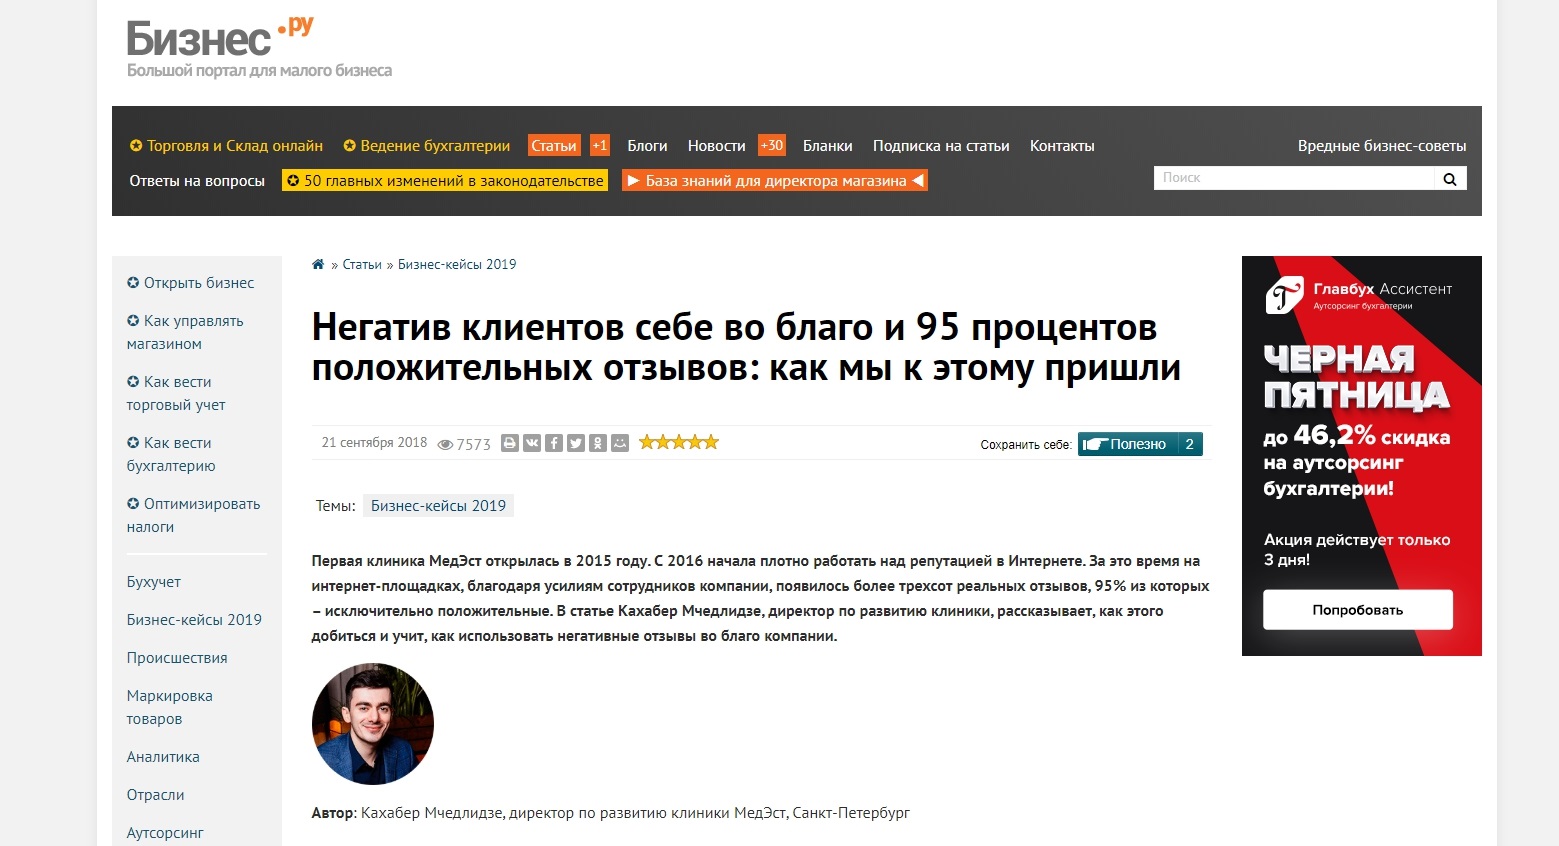 Бизнес.ру
Большой портал для малого бизнеса
✪ Торговля и Склад онлайн ✪ Ведение бухгалтерии Статьи +1 Блоги Новости +30 Бланки Подписка на статьи Контакты Вредные бизнес-советы
Ответы на вопросы ✪ 50 главных изменений в законодательстве ► База знаний для директора магазина ◄ Поиск
✪ Открыть бизнес
✪ Как управлять
магазином
✪ Как вести
торговый учет
✪ Как вести
бухгалтерию
✪ Оптимизировать
налоги
Бухучет
Бизнес-кейсы 2019
Происшествия
Маркировка
товаров
Аналитика
Отрасли
Аутсорсинг
» Статьи » Бизнес-кейсы 2019
Негатив клиентов себе во благо и 95 процентов
положительных отзывов: как мы к этому пришли
21 сентября 2018 7573 Сохранить себе: Полезно 2
Темы: Бизнес-кейсы 2019
Первая клиника МедЭст открылась в 2015 году. С 2016 начала плотно работать над репутацией в Интернете. За это время на
интернет-площадках, благодаря усилиям сотрудников компании, появилось более трехсот реальных отзывов, 95% из которых
– исключительно положительные. В статье Кахабер Мчедлидзе, директор по развитию клиники, рассказывает, как этого
добиться и учит, как использовать негативные отзывы во благо компании.
Автор: Кахабер Мчедлидзе, директор по развитию клиники МедЭст, Санкт-Петербург
Главбух Ассистент
Аутсорсинг бухгалтерии
ЧЕРНАЯ
ПЯТНИЦА
до 46,2% скидка
на аутсорсинг
бухгалтерии!
Акция действует только
3 дня!
Попробовать